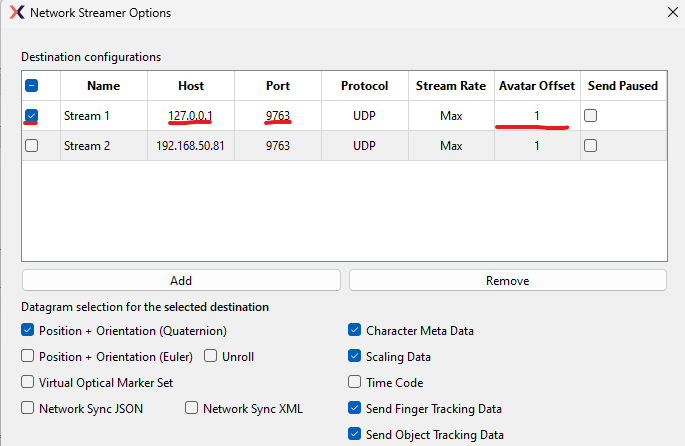 Network Streamer Options
Destination configurations
Name Host Port Protocol Stream Rate Avatar Offset Send Paused
Stream 1 127.0.0.1 9763 UDP Max 1
Stream 2 192.168.50.81 9763 UDP Max 1
Add Remove
Datagram selection for the selected destination
Position + Orientation (Quaternion) Character Meta Data
Position + Orientation (Euler) Unroll Scaling Data
Virtual Optical Marker Set Time Code
Network Sync JSON Network Sync XML Send Finger Tracking Data
Send Object Tracking Data